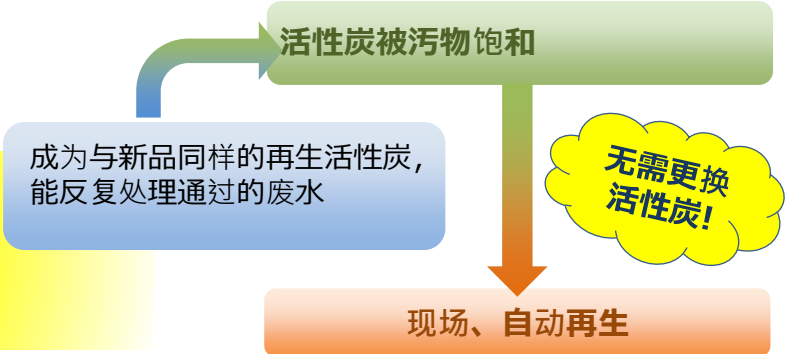 活性炭被污物饱和
成为与新品同样的再生活性炭，
能反复处理通过的废水
无需更换
活性炭！
现场、自动再生